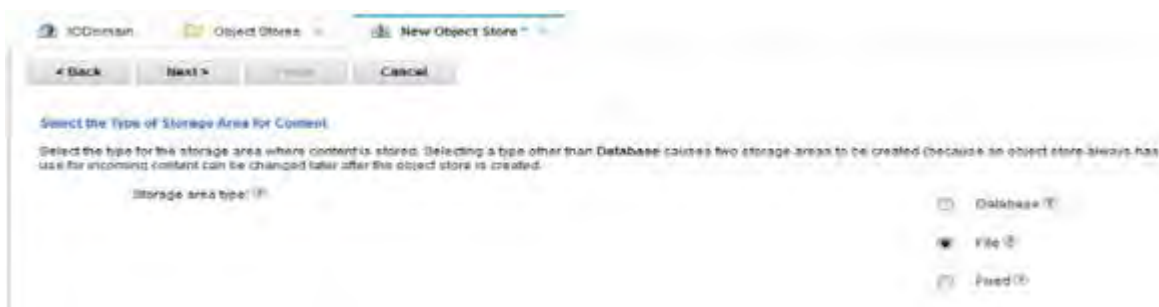 ICDomain Object Stores New Object Store *
< Back Next > Finish Cancel
Select the Type of Storage Area for Content
Select the type for the storage area where content is stored. Selecting a type other than Database causes two storage areas to be created (because an object store always has
use for incoming content can be changed later after the object store is created.
Storage area type:
Database
File
Fixed